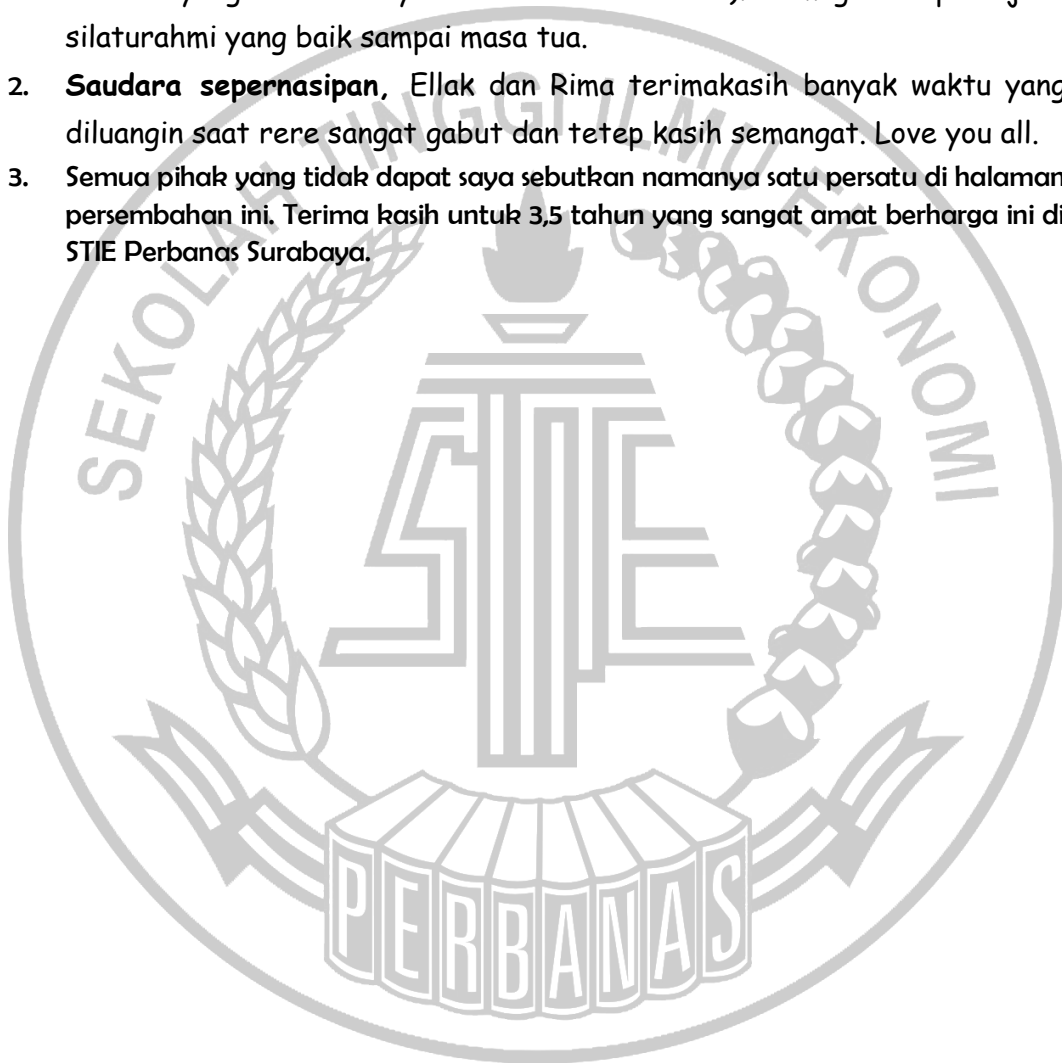 silaturahmi yang baik sampai masa tua.
2. Saudara sepernasipan, Ellak dan Rima terimakasih banyak waktu yang
diluangin saat rere sangat gabut dan tetep kasih semangat. Love you all.
3. Semua pihak yang tidak dapat saya sebutkan namanya satu persatu di halaman
persembahan ini. Terima kasih untuk 3,5 tahun yang sangat amat berharga ini di
STIE Perbanas Surabaya.
SEKOLAH TINGGI ILMU EKONOMI
STIE
PERBANAS